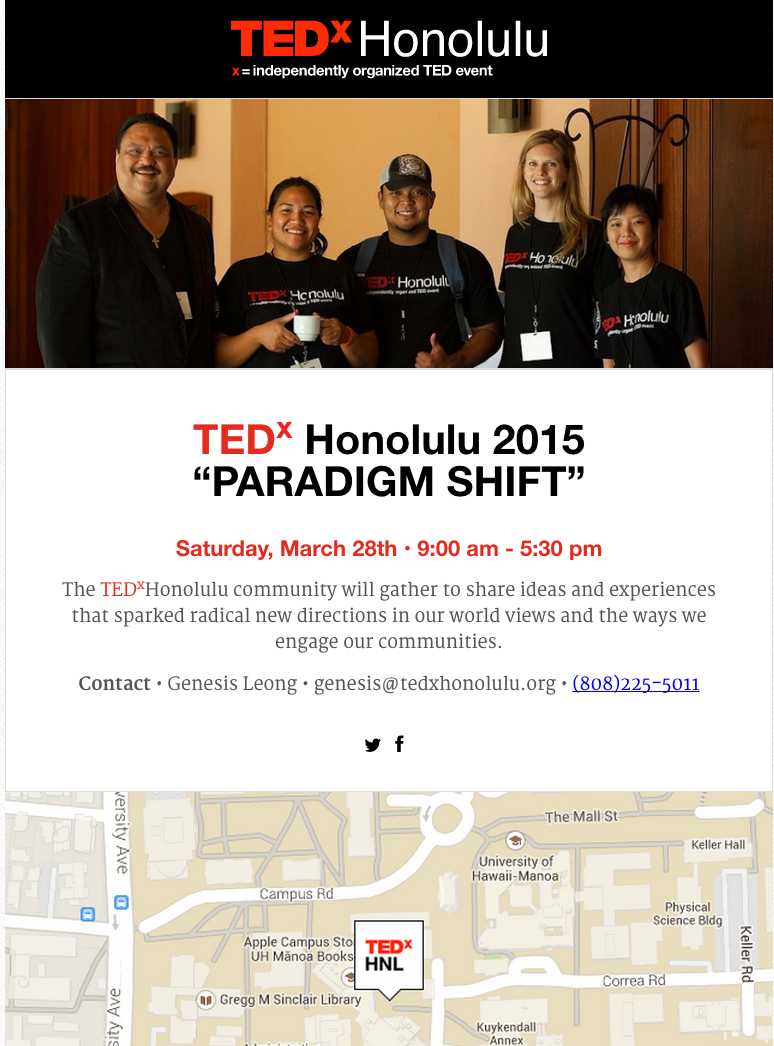 TEDx Honolulu
x = independently organized TED event
TEDx Honolulu
TEDx Honolulu
TEDx Honolulu
TEDx Honolulu
TEDx Honolulu 2015
“PARADIGM SHIFT”
Saturday, March 28th • 9:00 am - 5:30 pm
The TEDxHonolulu community will gather to share ideas and experiences
that sparked radical new directions in our world views and the ways we
engage our communities.
Contact • Genesis Leong • genesis@tedxhonolulu.org • (808)225-5011
versity Ave
The Mall St
University of
Hawaii-Manoa
Keller Hall
Campus Rd
Physical
Science Bldg
Keller Rd
Apple Campus Sto
UH Mānoa Books
TEDx
HNL
Correa Rd
Gregg M Sinclair Library
sity Ave
Kuykendall
Annex